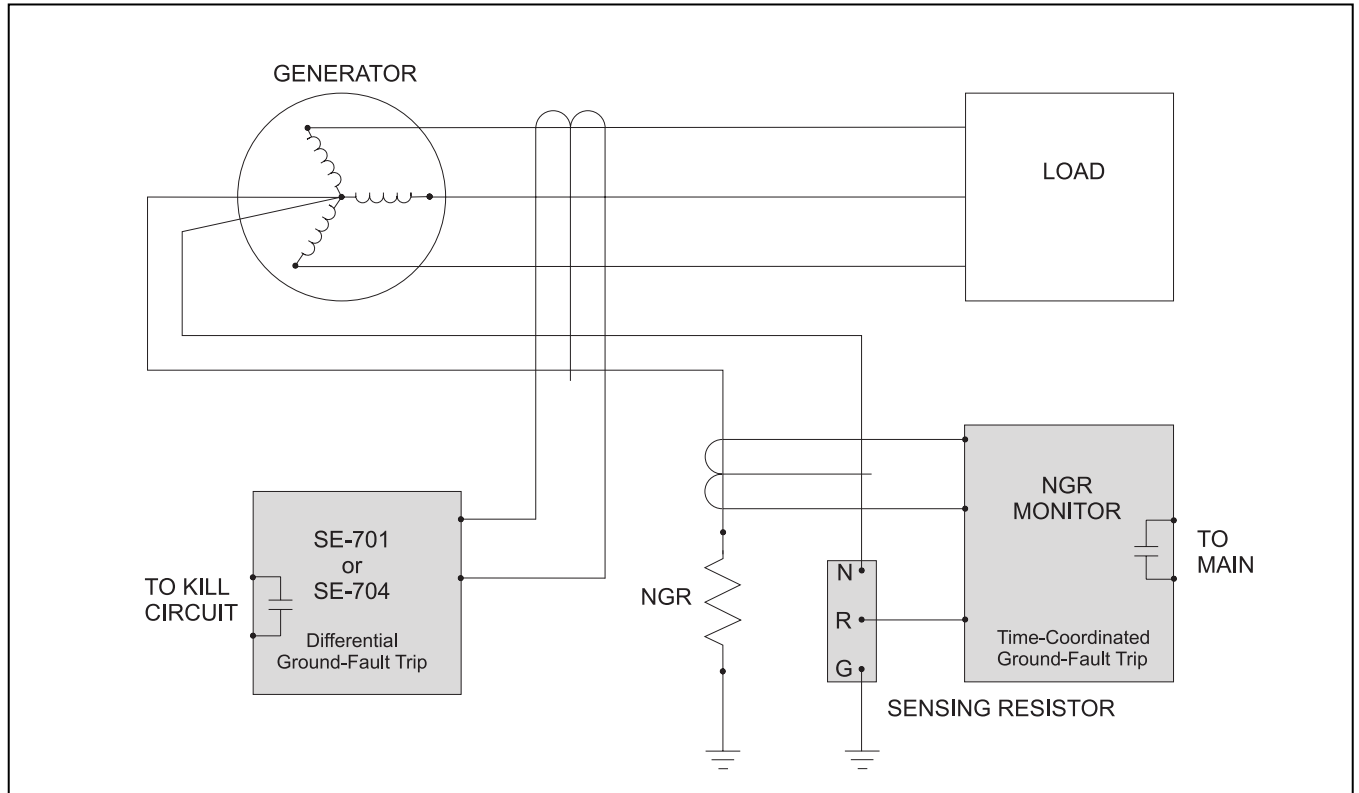 GENERATOR
LOAD
SE-701
or
SE-704
Differential
Ground-Fault Trip
TO KILL
CIRCUIT
NGR
N
R
G
SENSING RESISTOR
NGR
MONITOR
Time-Coordinated
Ground-Fault Trip
TO
MAIN